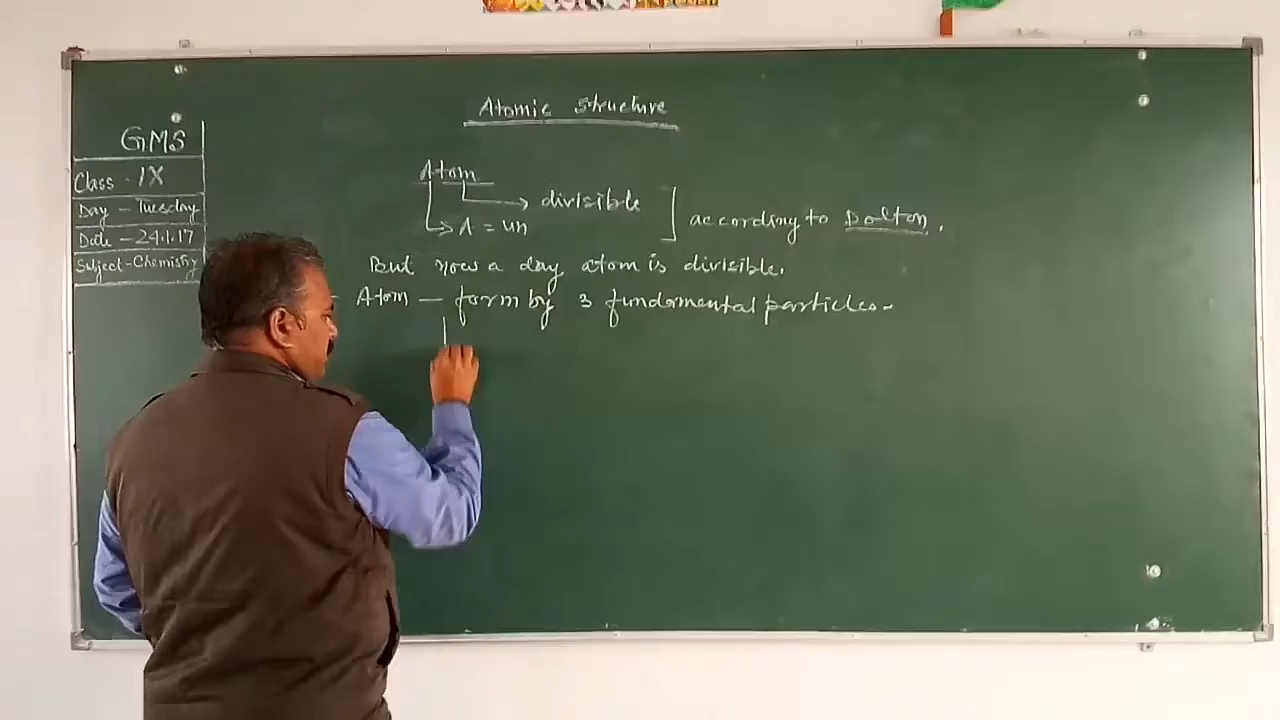 Atomic structure
GMS
Class - IX
Day - Tuesday
Date - 24.1.17
Subject - Chemistry
Atom
divisible
A = un
according to Dalton.
But now a day atom is divisible.
- Atom - form by 3 fundamental particles -